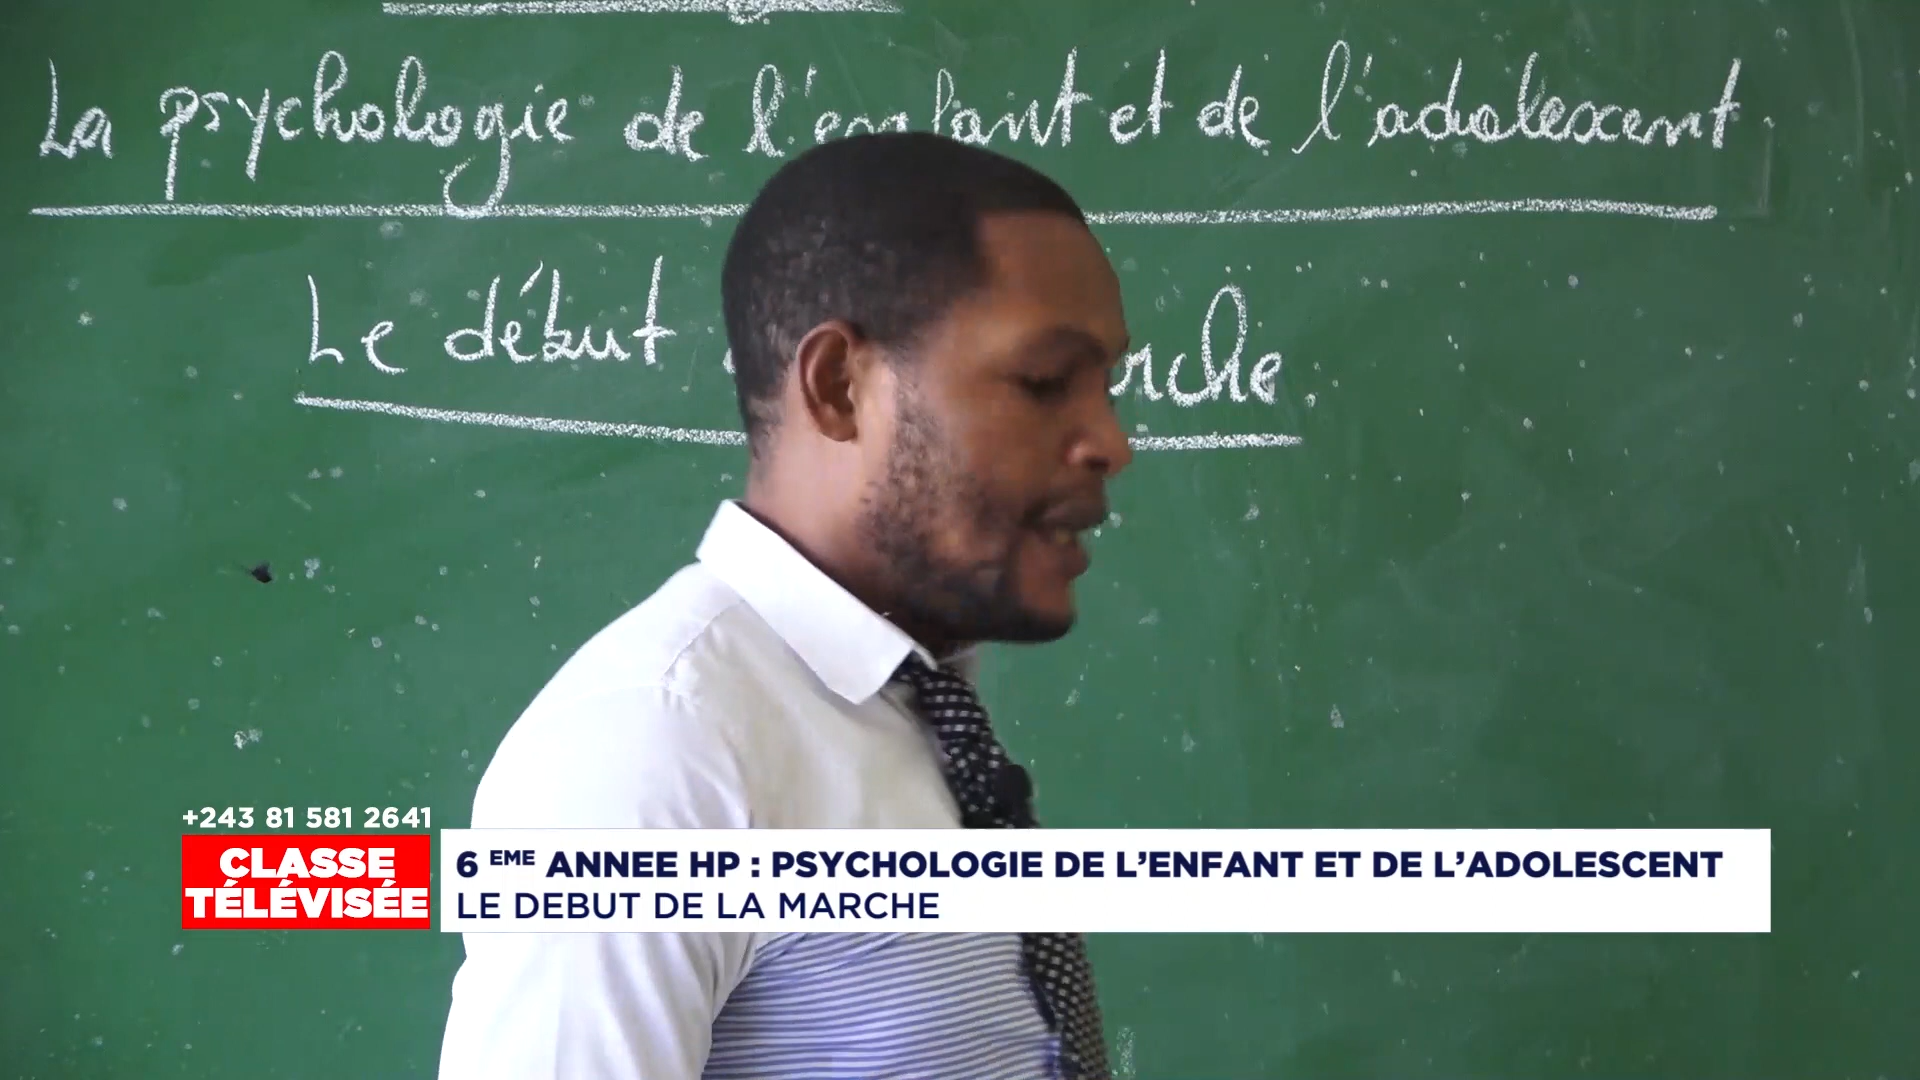 La psychologie de l'enfant et de l'adolescent
Le début rche.
+243 81 581 2641
CLASSE
TÉLÉVISÉE
6 EME ANNEE HP : PSYCHOLOGIE DE L'ENFANT ET DE L'ADOLESCENT
LE DEBUT DE LA MARCHE